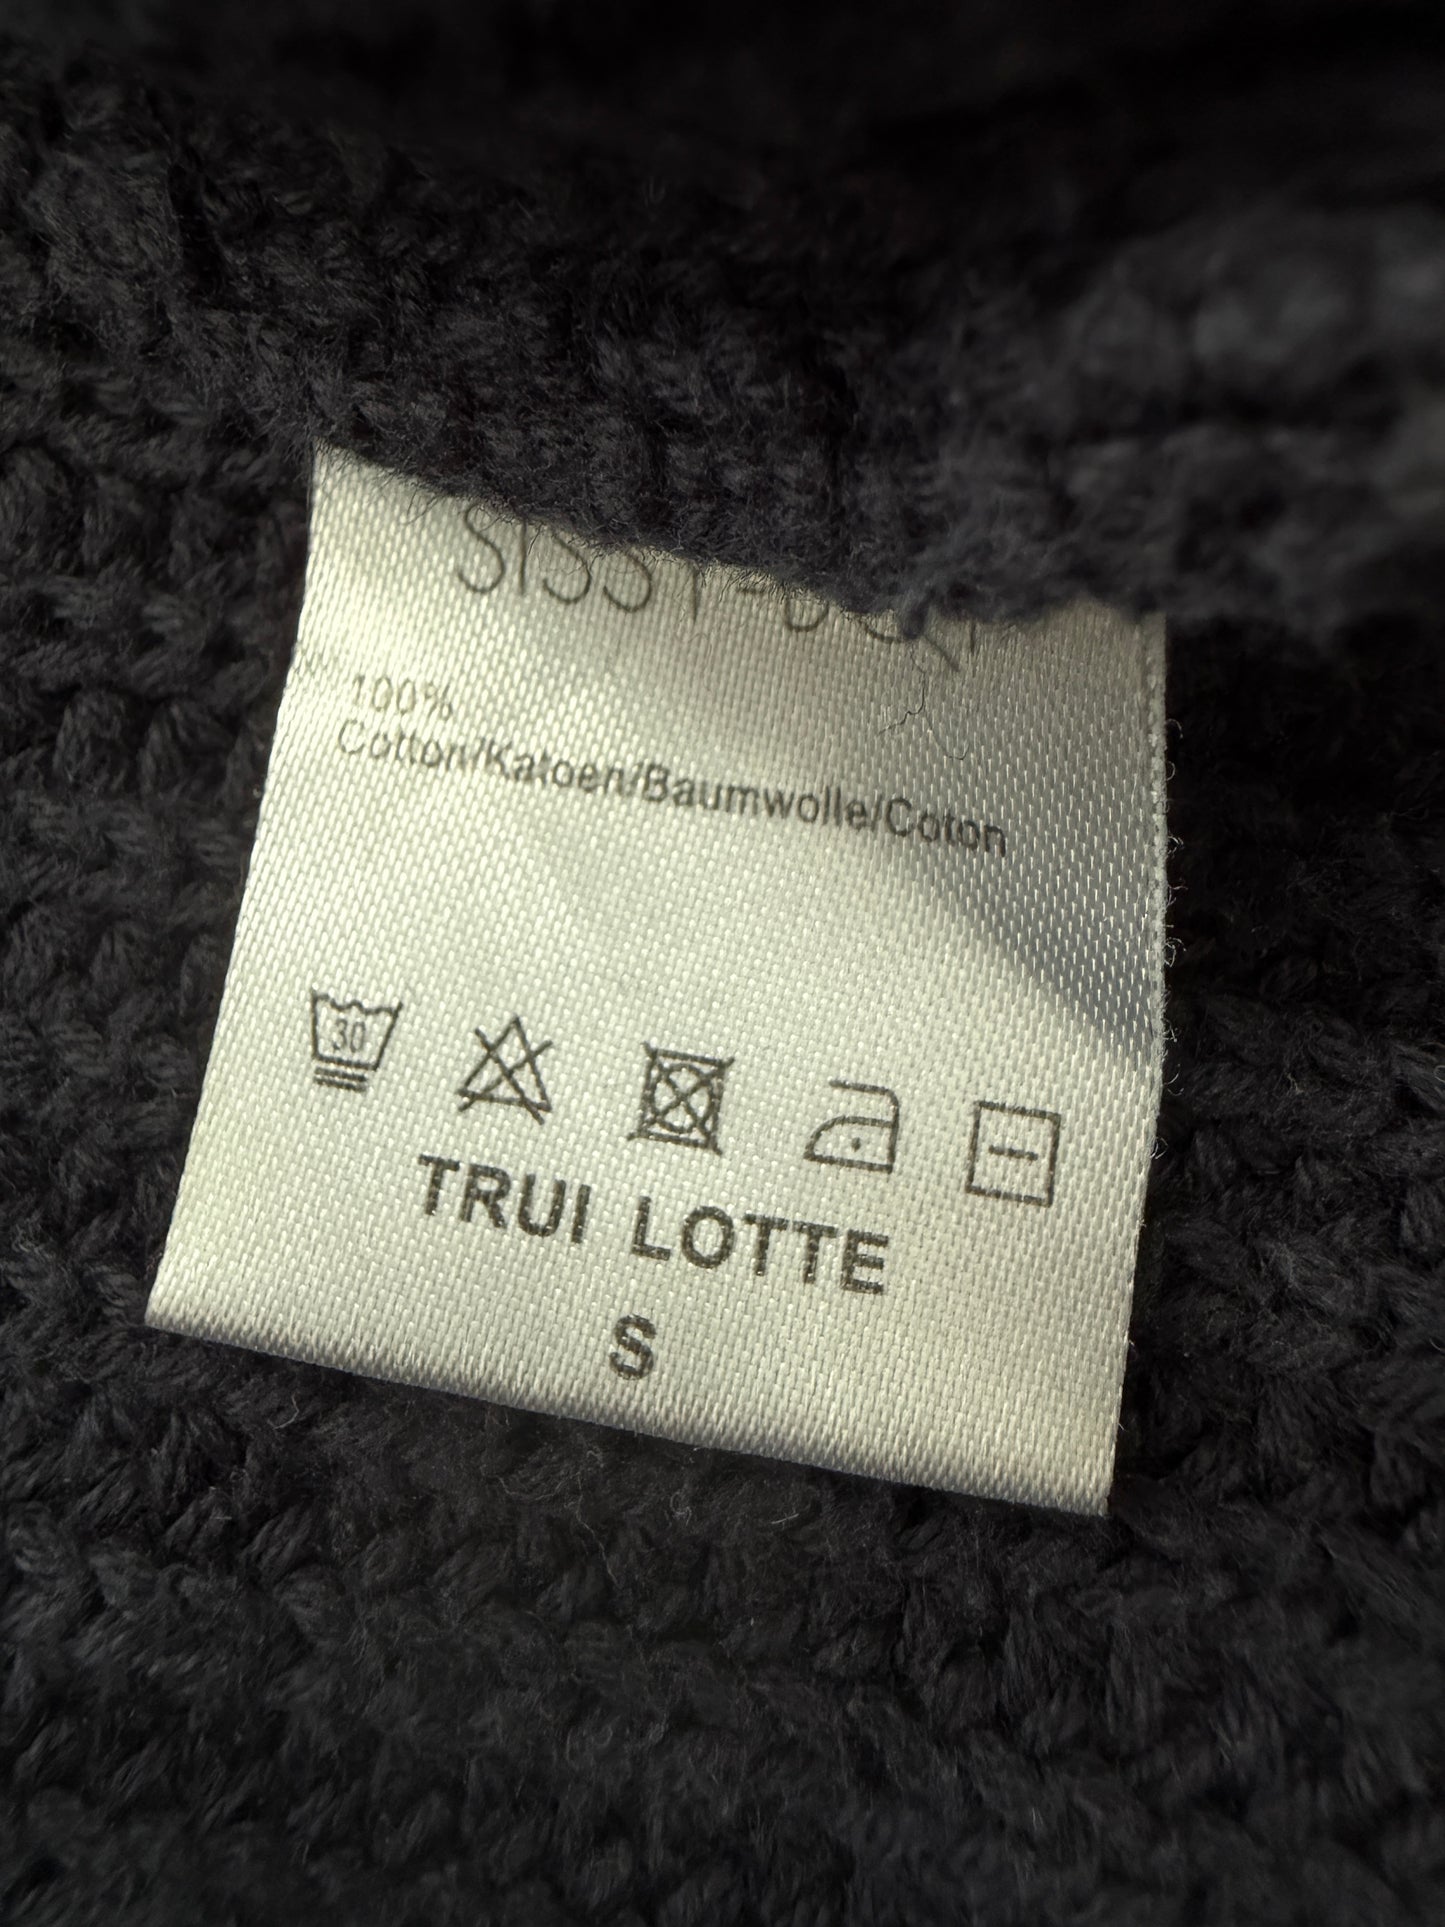 100%
Cotton/Katoen/Baumwolle/Coton
30
TRUI LOTTE
S